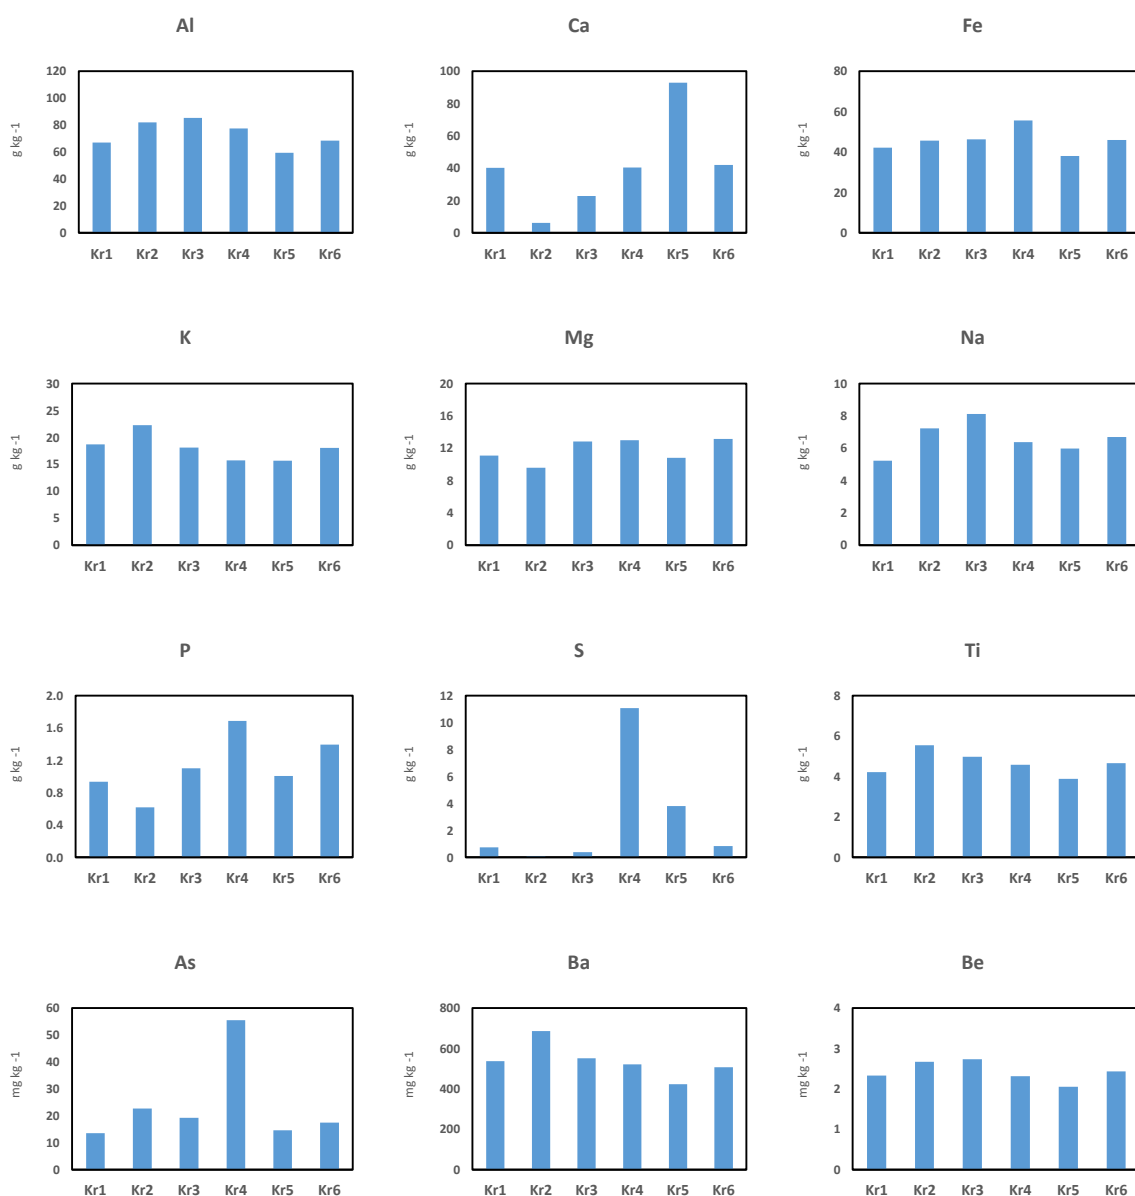 Al
g kg -1
120
100
80
60
40
20
0
Kr1 Kr2 Kr3 Kr4 Kr5 Kr6
Ca
g kg -1
100
80
60
40
20
0
Kr1 Kr2 Kr3 Kr4 Kr5 Kr6
Fe
g kg -1
80
60
40
20
0
Kr1 Kr2 Kr3 Kr4 Kr5 Kr6
K
g kg -1
30
25
20
15
10
5
0
Kr1 Kr2 Kr3 Kr4 Kr5 Kr6
Mg
g kg -1
20
16
12
8
4
0
Kr1 Kr2 Kr3 Kr4 Kr5 Kr6
Na
g kg -1
10
8
6
4
2
0
Kr1 Kr2 Kr3 Kr4 Kr5 Kr6
P
g kg -1
2.0
1.6
1.2
0.8
0.4
0.0
Kr1 Kr2 Kr3 Kr4 Kr5 Kr6
S
g kg -1
12
10
8
6
4
2
0
Kr1 Kr2 Kr3 Kr4 Kr5 Kr6
Ti
g kg -1
8
6
4
2
0
Kr1 Kr2 Kr3 Kr4 Kr5 Kr6
As
mg kg -1
60
50
40
30
20
10
0
Kr1 Kr2 Kr3 Kr4 Kr5 Kr6
Ba
mg kg -1
800
600
400
200
0
Kr1 Kr2 Kr3 Kr4 Kr5 Kr6
Be
mg kg -1
4
3
2
1
0
Kr1 Kr2 Kr3 Kr4 Kr5 Kr6